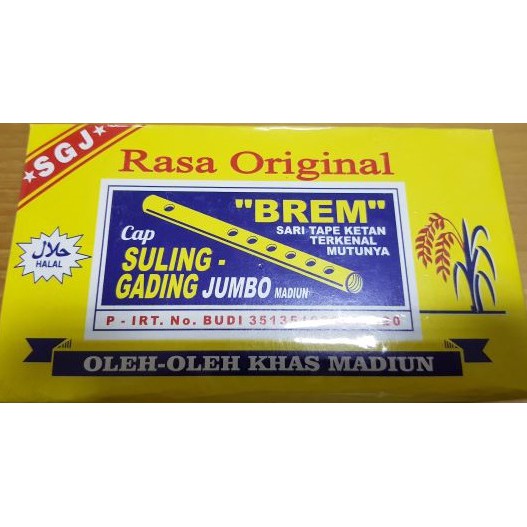 SGJ
Rasa Original
"BREM"
SARI TAPE KETAN
TERKENAL
MUTUNYA
Cap
SULING -
GADING JUMBO MADIUN
حلال
HALAL
P - IRT. No. BUDI
OLEH-OLEH KHAS MADIUN